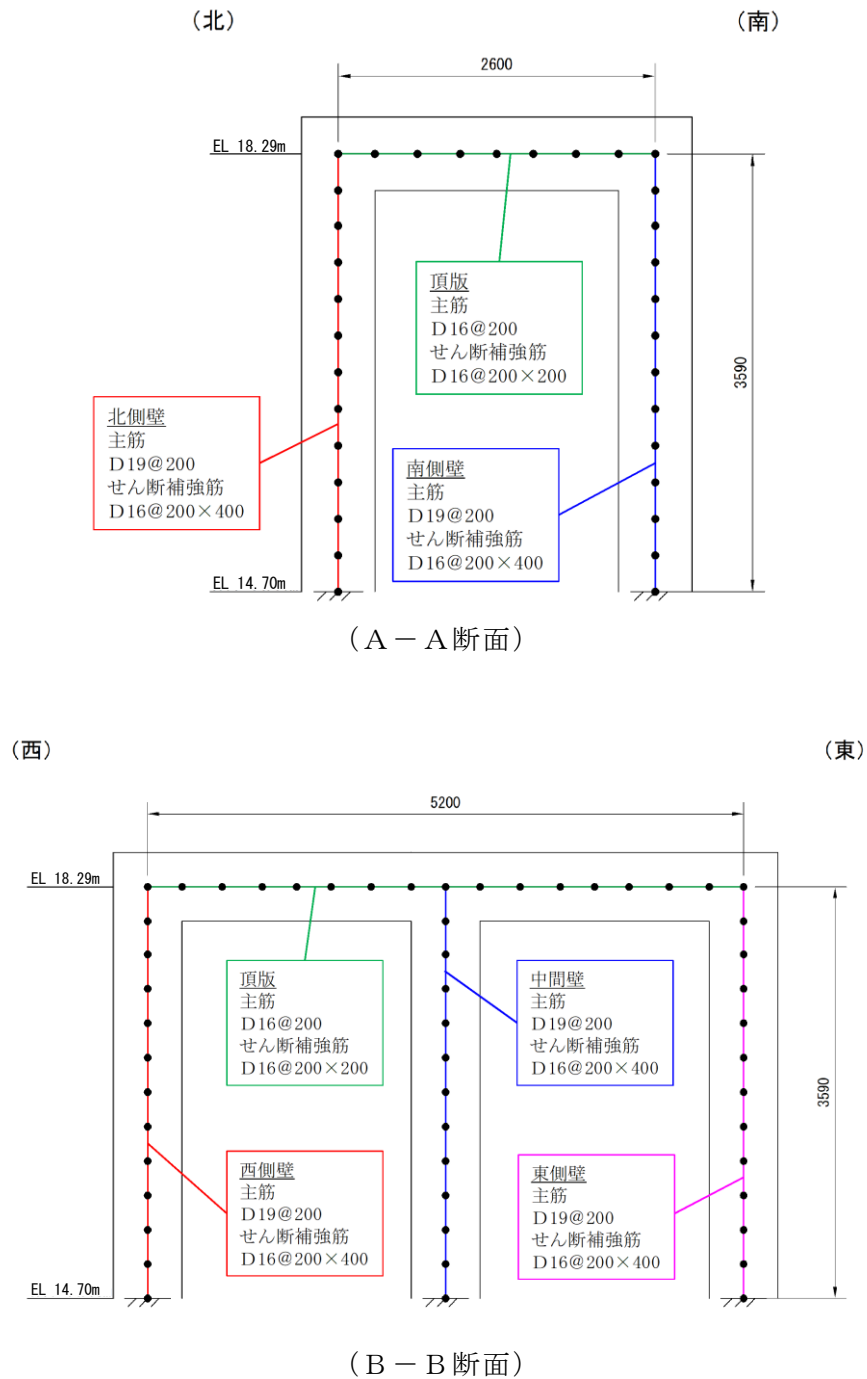 （北）
（南）
2600
EL 18.29m
頂版
主筋
Ｄ16＠200
せん断補強筋
Ｄ16＠200×200
3590
北側壁
主筋
Ｄ19＠200
せん断補強筋
Ｄ16＠200×400
南側壁
主筋
Ｄ19＠200
せん断補強筋
Ｄ16＠200×400
EL 14.70m
（Ａ－Ａ断面）
（西）
（東）
5200
EL 18.29m
頂版
主筋
Ｄ16＠200
せん断補強筋
Ｄ16＠200×200
中間壁
主筋
Ｄ19＠200
せん断補強筋
Ｄ16＠200×400
3590
西側壁
主筋
Ｄ19＠200
せん断補強筋
Ｄ16＠200×400
東側壁
主筋
Ｄ19＠200
せん断補強筋
Ｄ16＠200×400
EL 14.70m
（Ｂ－Ｂ断面）